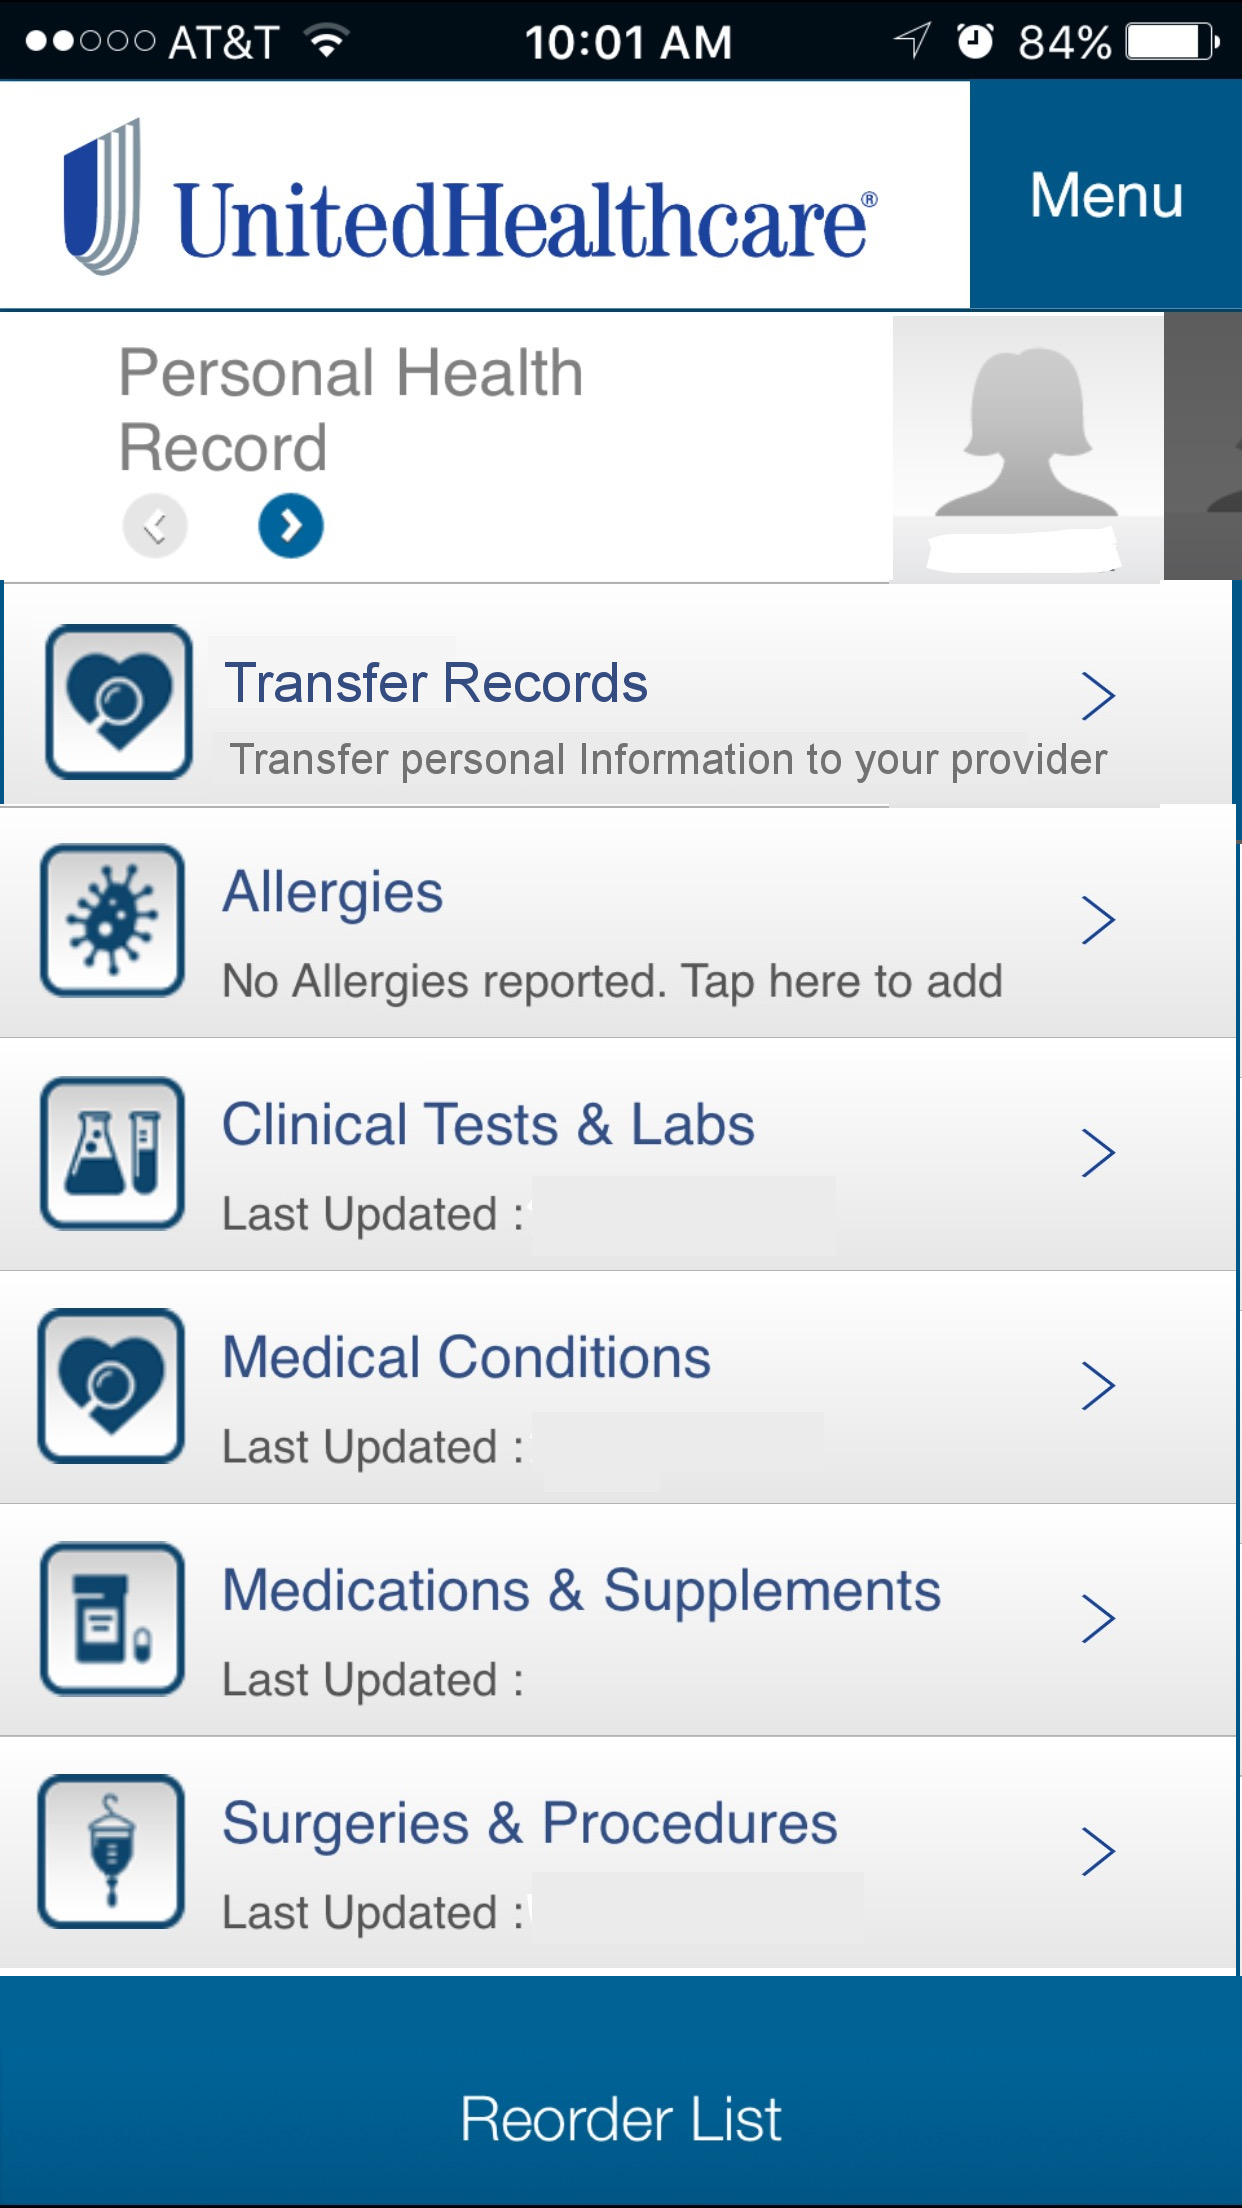 AT&T 10:01 AM 84%
UnitedHealthcare®
Menu
Personal Health
Record
Transfer Records
Transfer personal Information to your provider
Allergies
No Allergies reported. Tap here to add
Clinical Tests & Labs
Last Updated :
Medical Conditions
Last Updated :
Medications & Supplements
Last Updated :
Surgeries & Procedures
Last Updated :
Reorder List